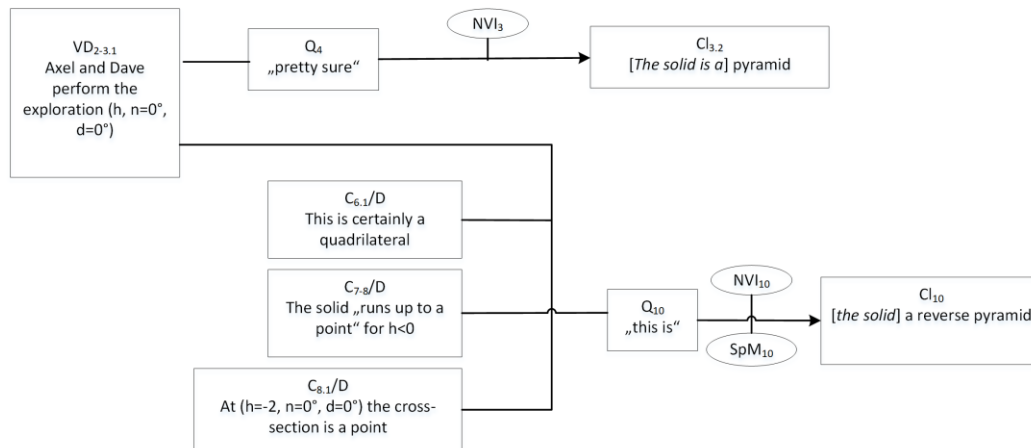 VD2-3.1
Axel and Dave
perform the
exploration (h, n=0°,
d=0°)
Q4
„pretty sure“
NVI3
Cl3.2
[The solid is a] pyramid
C6.1/D
This is certainly a
quadrilateral
C7-8/D
The solid „runs up to a
point“ for h<0
C8.1/D
At (h=-2, n=0°, d=0°) the cross-
section is a point
Q10
„this is“
NVI10
SpM10
Cl10
[the solid] a reverse pyramid